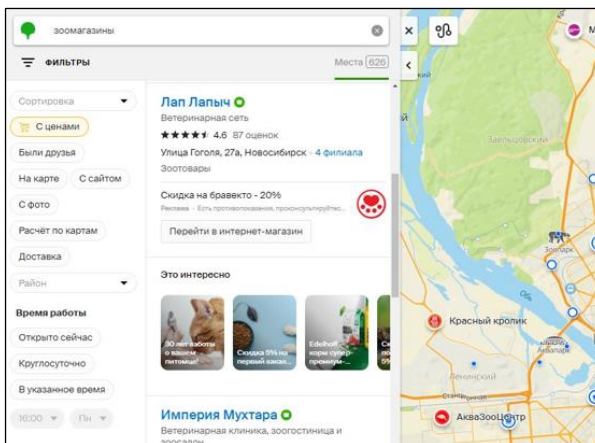 зоомагазины
ФИЛЬТРЫ
Места 626
Сортировка
С ценами
Были друзья
На карте
С сайтом
С фото
Расчёт по картам
Доставка
Район
Время работы
Открыто сейчас
Круглосуточно
В указанное время
16:00
Пн
Лап Лапыч
Ветеринарная сеть
4.6 87 оценок
Улица Гоголя, 27а, Новосибирск · 4 филиала
Зоотовары
Скидка на бравекто - 20%
Реклама · Есть противопоказания, проконсультируйтес...
Перейти в интернет-магазин
Это интересно
30 лет заботы
о вашем
питомце!
Скидка 5% на
первый заказ...
Edelhoff
корм супер-
премиум-...
Империя Мухтара
Ветеринарная клиника, зоогостиница и
зоосалон
Заельцовский
Зоопарк
Обь
Красный кролик
Аквапарк
Ленинский
АкваЗооЦентр